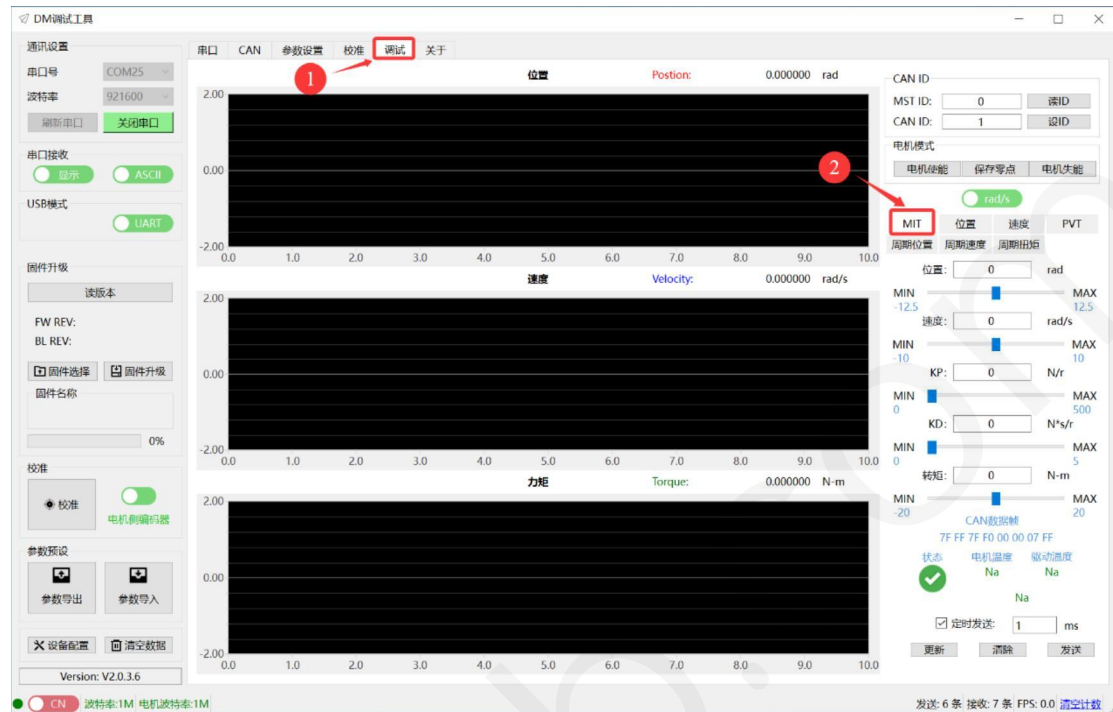 DM调试工具
通讯设置
串口号 COM25
波特率 921600
刷新串口 关闭串口
串口接收
显示 ASCII
USB模式
UART
固件升级
读版本
FW REV:
BL REV:
固件选择 固件升级
固件名称
0%
校准
校准
电机侧编码器
参数预设
参数导出 参数导入
设备配置 清空数据
Version: V2.0.3.6
串口 CAN 参数设置 校准 调试 关于
1
位置 Postion: 0.000000 rad
2.00
0.00
-2.00
0.0 1.0 2.0 3.0 4.0 5.0 6.0 7.0 8.0 9.0 10.0
速度 Velocity: 0.000000 rad/s
2.00
0.00
-2.00
0.0 1.0 2.0 3.0 4.0 5.0 6.0 7.0 8.0 9.0 10.0
力矩 Torque: 0.000000 N-m
2.00
0.00
-2.00
0.0 1.0 2.0 3.0 4.0 5.0 6.0 7.0 8.0 9.0 10.0
CAN ID
MST ID: 0 读ID
CAN ID: 1 设ID
电机模式
电机使能 保存零点 电机失能
2
rad/s
MIT 位置 速度 PVT
周期位置 周期速度 周期扭矩
位置: 0 rad
MIN MAX
-12.5 12.5
速度: 0 rad/s
MIN MAX
-10 10
KP: 0 N/r
MIN MAX
0 500
KD: 0 N*s/r
MIN MAX
0 5
转矩: 0 N-m
MIN MAX
-20 20
CAN数据帧
7F FF 7F F0 00 00 07 FF
状态 电机温度 驱动温度
Na Na
Na
定时发送: 1 ms
更新 清除 发送
CN 波特率:1M 电机波特率:1M
发送: 6 条 接收: 7 条 FPS: 0.0 清空计数